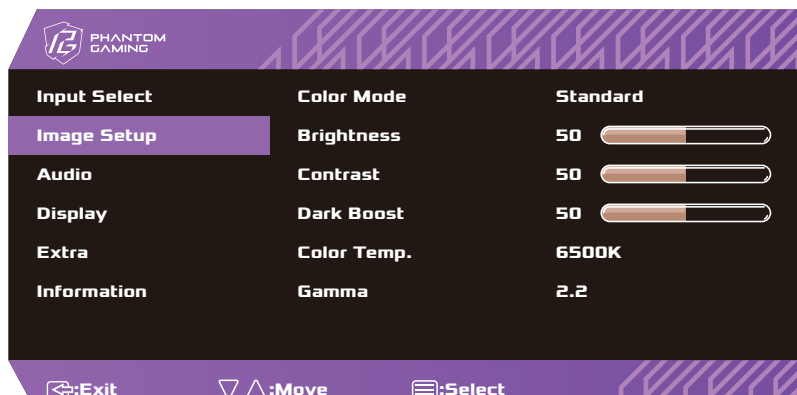 PHANTOM
GAMING
Input Select Color Mode Standard
Image Setup Brightness 50
Audio Contrast 50
Display Dark Boost 50
Extra Color Temp. 6500K
Information Gamma 2.2
:Exit :Move :Select